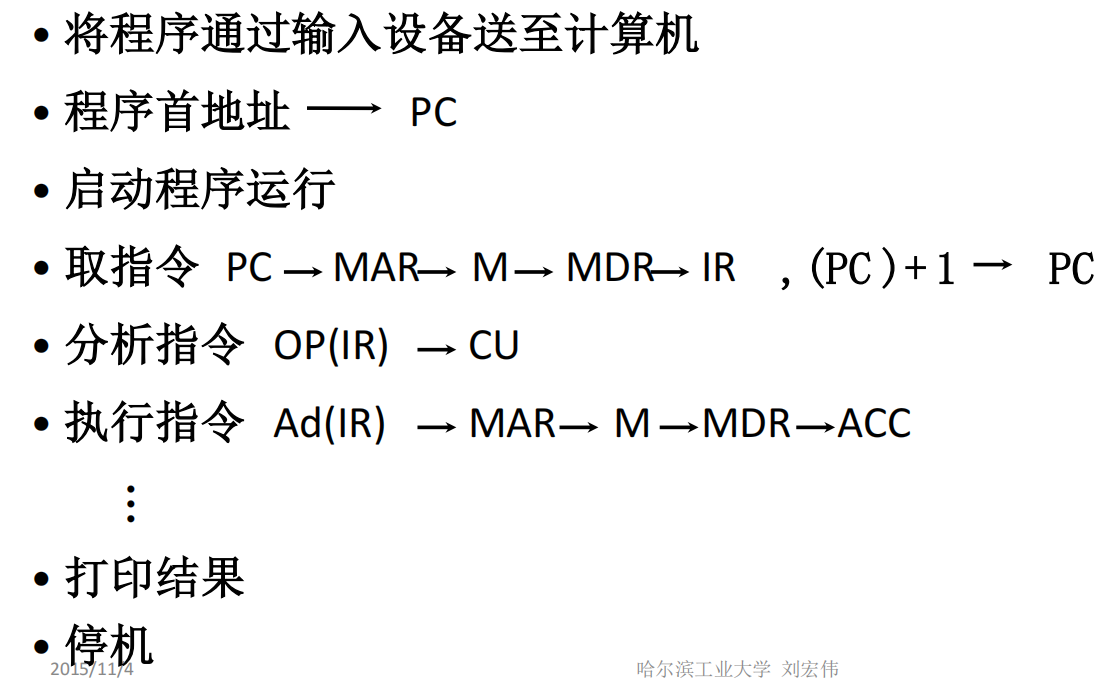 • 将程序通过输入设备送至计算机
• 程序首地址 → PC
• 启动程序运行
• 取指令 PC → MAR → M → MDR → IR , (PC)+1 → PC
• 分析指令 OP(IR) → CU
• 执行指令 Ad(IR) → MAR → M → MDR → ACC
⋮
• 打印结果
• 停机
2015/11/4 哈尔滨工业大学 刘宏伟